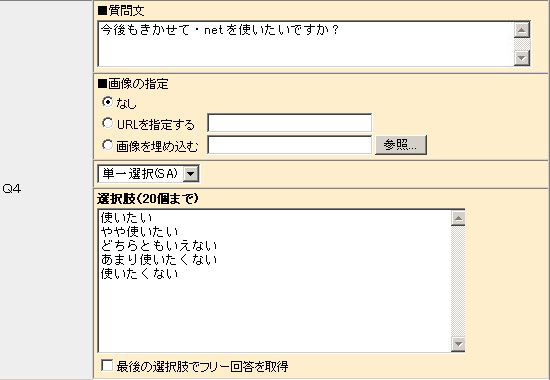 ■質問文
今後もきかせて・netを使いたいですか？
■画像の指定
なし
URLを指定する
画像を埋め込む 参照...
単一選択(SA)
Q4
選択肢(20個まで)
使いたい
やや使いたい
どちらともいえない
あまり使いたくない
使いたくない
最後の選択肢でフリー回答を取得